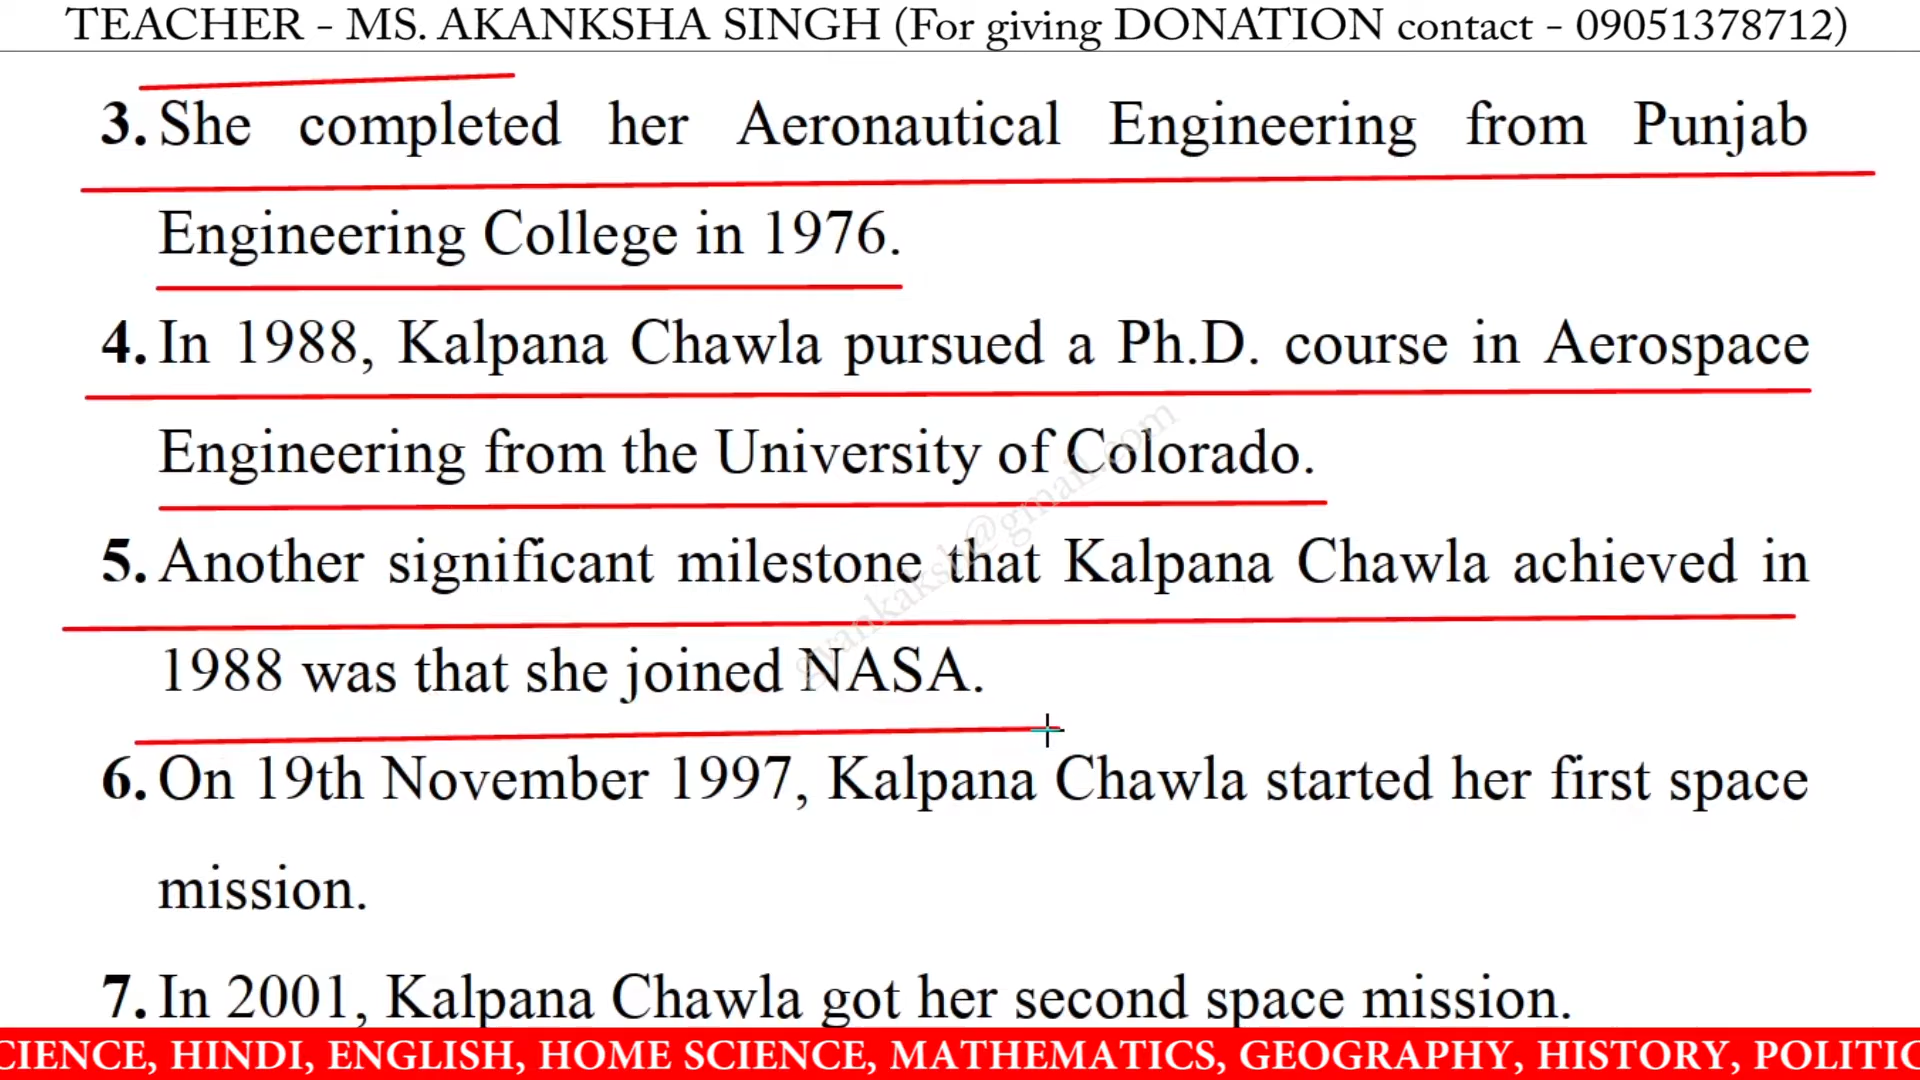 TEACHER - MS. AKANKSHA SINGH (For giving DONATION contact - 09051378712)
3. She completed her Aeronautical Engineering from Punjab
Engineering College in 1976.
4. In 1988, Kalpana Chawla pursued a Ph.D. course in Aerospace
Engineering from the University of Colorado.
5. Another significant milestone that Kalpana Chawla achieved in
1988 was that she joined NASA.
6. On 19th November 1997, Kalpana Chawla started her first space
mission.
7. In 2001, Kalpana Chawla got her second space mission.
CIENCE, HINDI, ENGLISH, HOME SCIENCE, MATHEMATICS, GEOGRAPHY, HISTORY, POLITIC